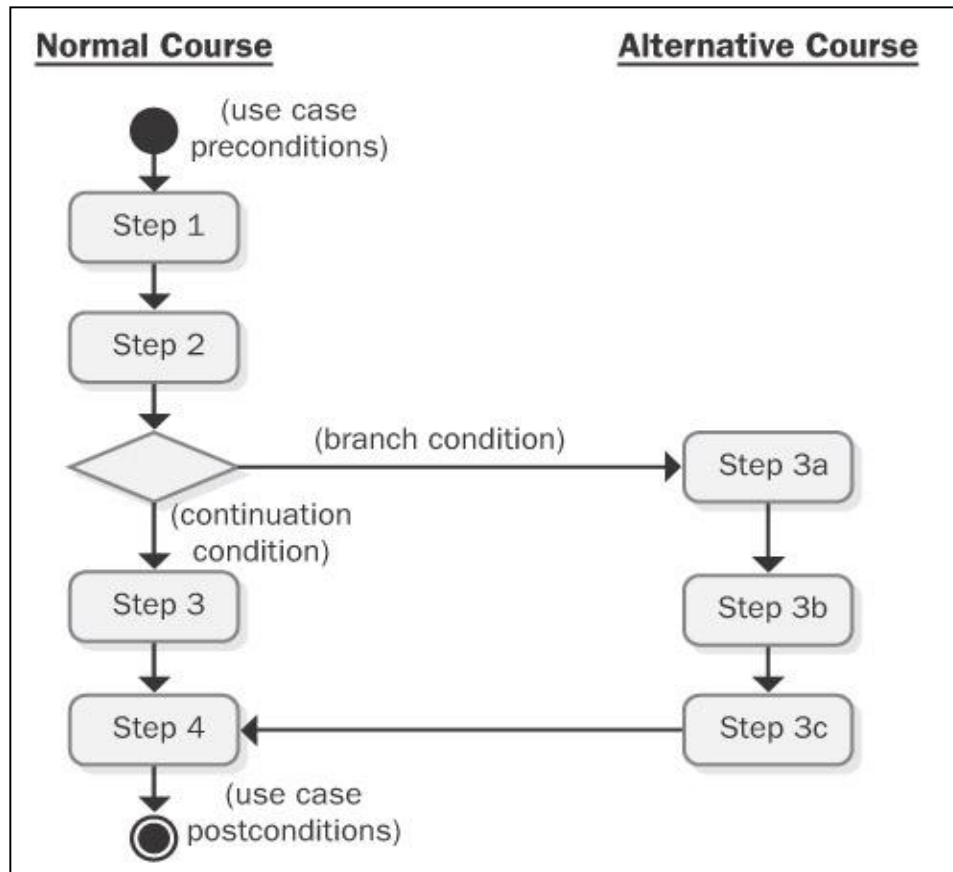 Normal Course
Alternative Course
(use case
preconditions)
Step 1
Step 2
(branch condition)
Step 3a
(continuation
condition)
Step 3
Step 3b
Step 4
Step 3c
(use case
postconditions)